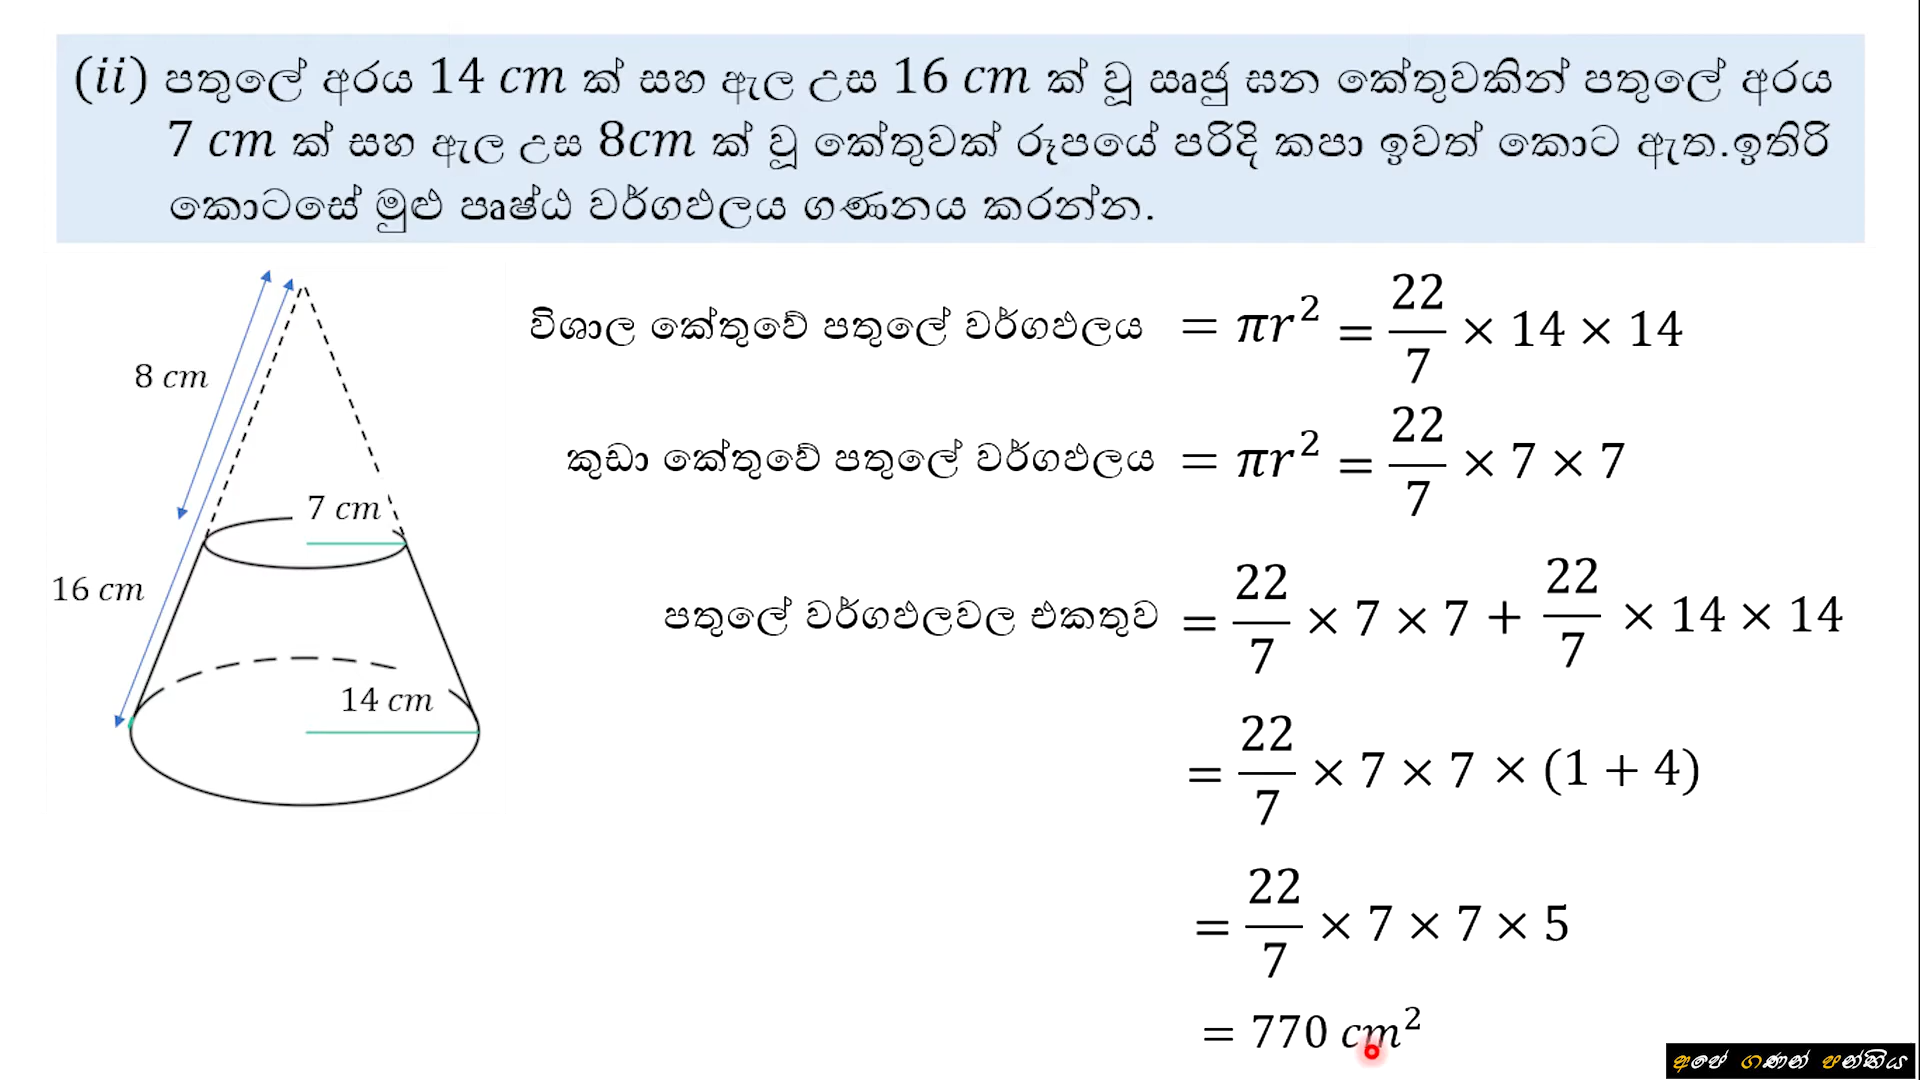 (ii) පතුලේ අරය 14 cm ක් සහ ඇල උස 16 cm ක් වූ ඍජු ඝන කේතුවකින් පතුලේ අරය
7 cm ක් සහ ඇල උස 8cm ක් වූ කේතුවක් රූපයේ පරිදි කපා ඉවත් කොට ඇත.ඉතිරි
කොටසේ මුළු පෘෂ්ඨ වර්ගඵලය ගණනය කරන්න.
8 cm
7 cm
16 cm
14 cm
විශාල කේතුවේ පතුලේ වර්ගඵලය = πr² = 22/7 × 14 × 14
කුඩා කේතුවේ පතුලේ වර්ගඵලය = πr² = 22/7 × 7 × 7
පතුලේ වර්ගඵලවල එකතුව = 22/7 × 7 × 7 + 22/7 × 14 × 14
= 22/7 × 7 × 7 × (1 + 4)
= 22/7 × 7 × 7 × 5
= 770 cm²
අපේ ගණන් පන්තිය